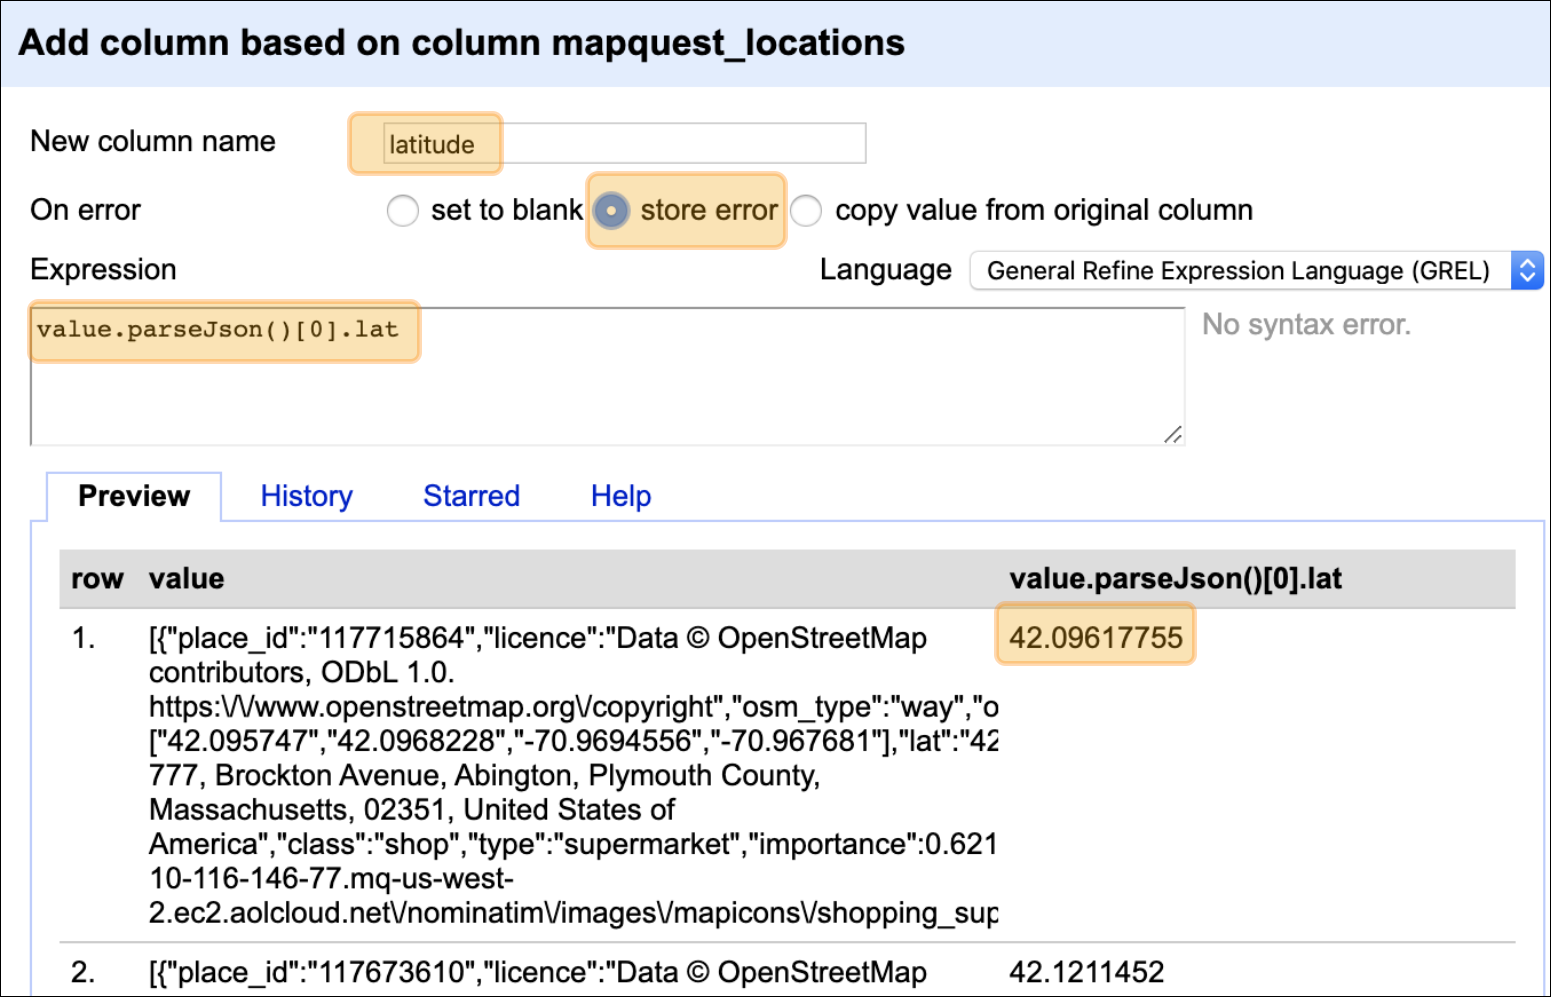 Add column based on column mapquest_locations
New column name latitude
On error set to blank store error copy value from original column
Expression Language General Refine Expression Language (GREL)
value.parseJson()[0].lat No syntax error.
Preview History Starred Help
row value value.parseJson()[0].lat
1. [{"place_id":"117715864","licence":"Data © OpenStreetMap 42.09617755
contributors, ODbL 1.0.
https:\/\/www.openstreetmap.org\/copyright","osm_type":"way","o
["42.095747","42.0968228","-70.9694556","-70.967681"],"lat":"42
777, Brockton Avenue, Abington, Plymouth County,
Massachusetts, 02351, United States of
America","class":"shop","type":"supermarket","importance":0.621
10-116-146-77.mq-us-west-
2.ec2.aolcloud.net\/nominatim\/images\/mapicons\/shopping_sup
2. [{"place_id":"117673610","licence":"Data © OpenStreetMap 42.1211452